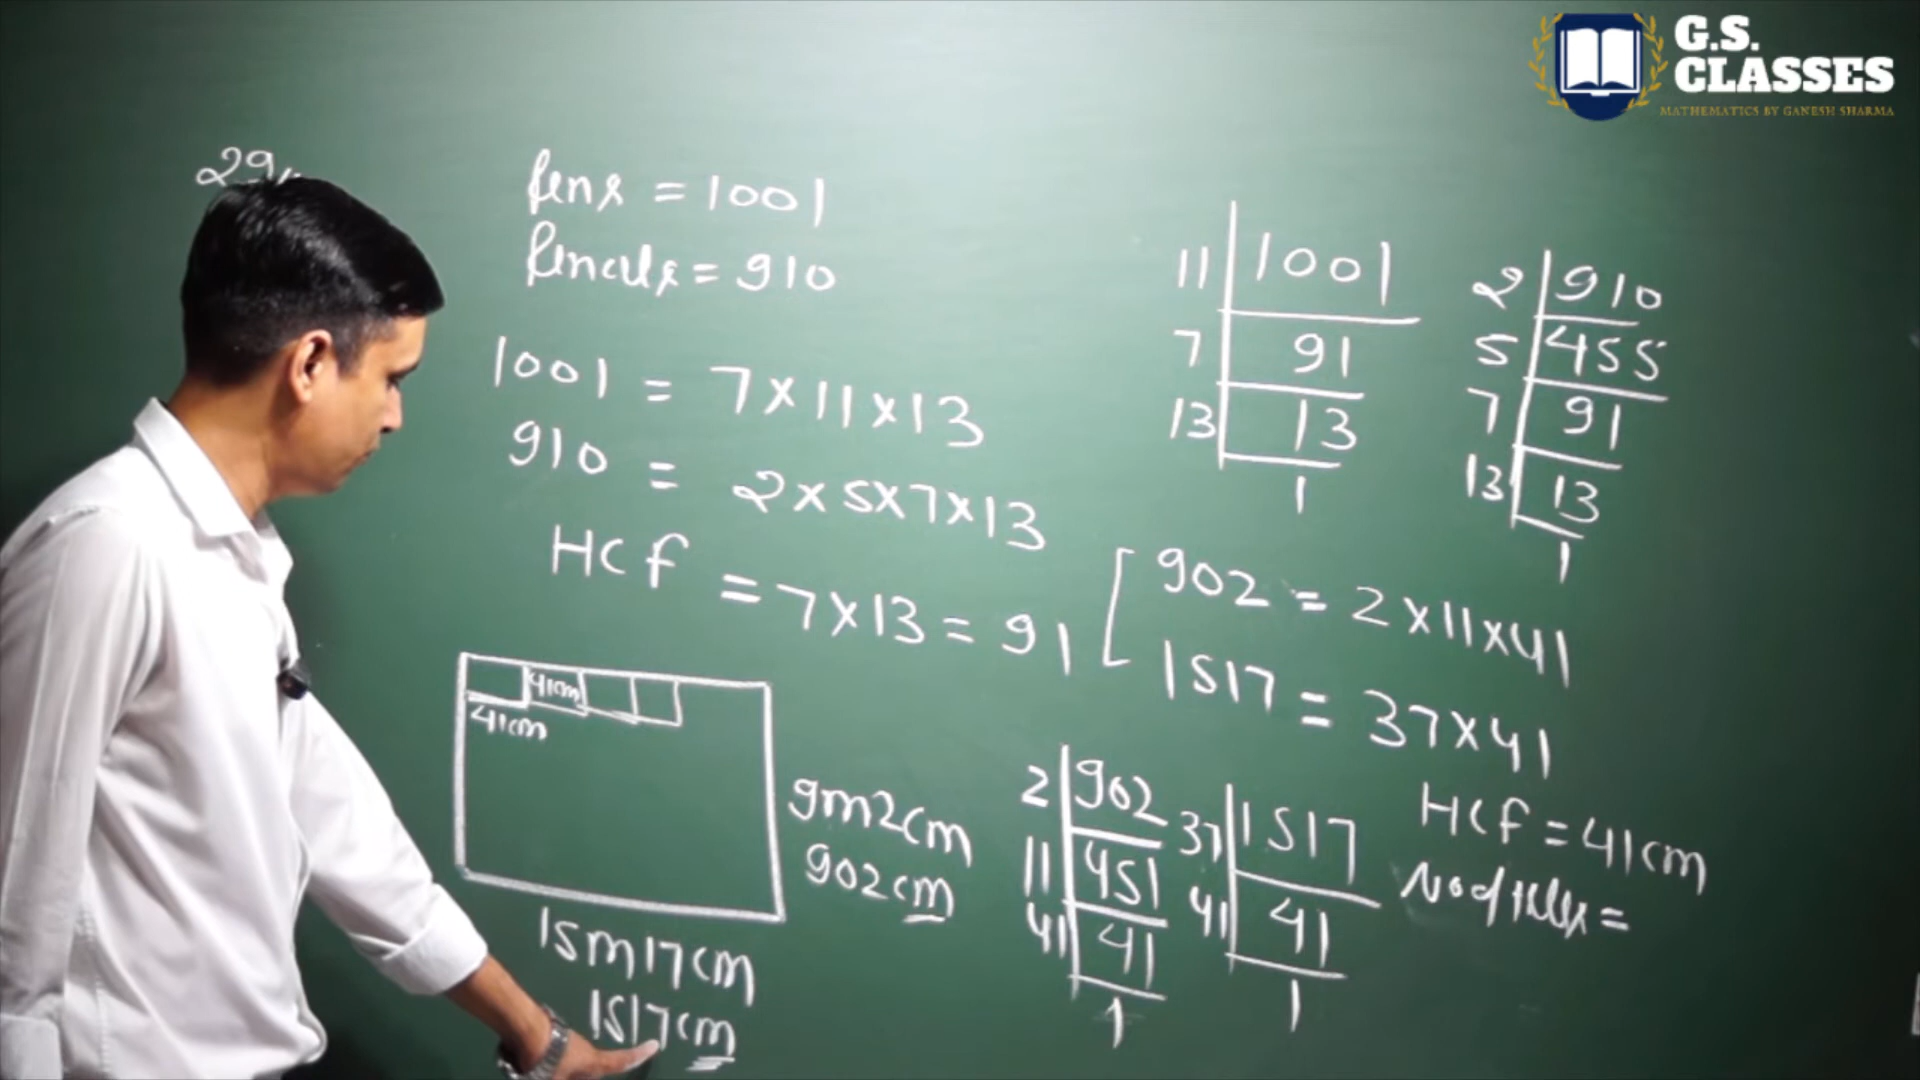 G.S.
CLASSES
MATHEMATICS BY GANESH SHARMA
29
Pens = 1001
Pencils = 910
1001 = 7 × 11 × 13
910 = 2 × 5 × 7 × 13
HCF = 7 × 13 = 91
11 | 1001
7 | 91
13 | 13
1
2 | 910
5 | 455
7 | 91
13 | 13
1
902 = 2 × 11 × 41
1517 = 37 × 41
41cm
41cm
9m2cm
902cm
15m17cm
1517cm
2 | 902
11 | 451
41 | 41
1
37 | 1517
41 | 41
1
HCF = 41cm
No of tiles =